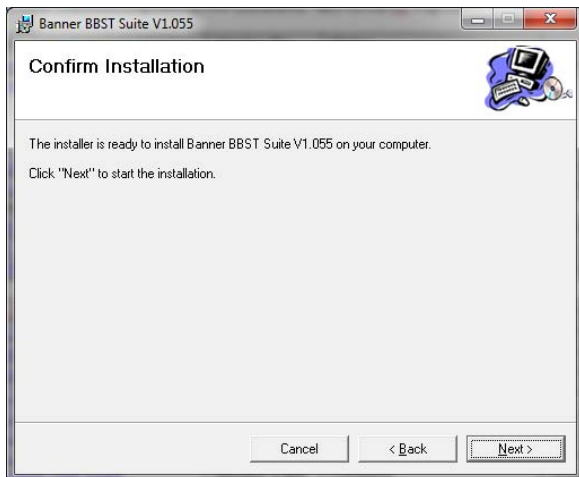 Banner BBST Suite V1.055
Confirm Installation
The installer is ready to install Banner BBST Suite V1.055 on your computer.
Click "Next" to start the installation.
Cancel
< Back
Next >